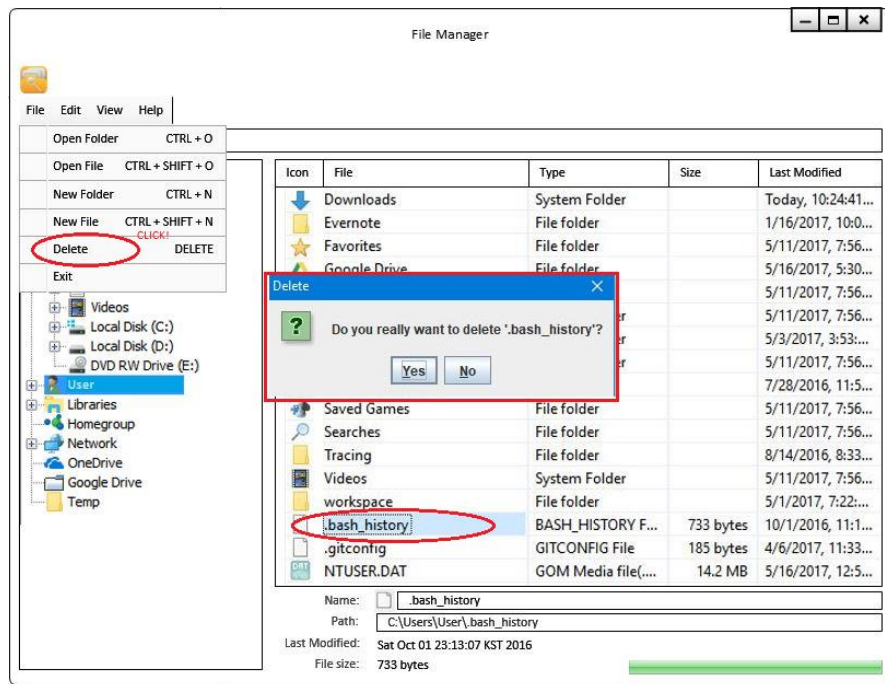 File Manager
File Edit View Help
Open Folder CTRL + O
Open File CTRL + SHIFT + O
New Folder CTRL + N
New File CTRL + SHIFT + N
CLICK!
Delete DELETE
Exit
Videos
Local Disk (C:)
Local Disk (D:)
DVD RW Drive (E:)
User
Libraries
Homegroup
Network
OneDrive
Google Drive
Temp
Icon File Type Size Last Modified
Downloads System Folder Today, 10:24:41...
Evernote File folder 1/16/2017, 10:0...
Favorites File folder 5/11/2017, 7:56...
Google Drive File folder 5/16/2017, 5:30...
5/11/2017, 7:56...
5/11/2017, 7:56...
5/3/2017, 3:53:...
5/11/2017, 7:56...
7/28/2016, 11:5...
Delete
Do you really want to delete '.bash_history'?
Yes No
Saved Games File folder 5/11/2017, 7:56...
Searches File folder 5/11/2017, 7:56...
Tracing File folder 8/14/2016, 8:33...
Videos System Folder 5/11/2017, 7:56...
workspace File folder 5/1/2017, 7:22:...
.bash_history BASH_HISTORY F... 733 bytes 10/1/2016, 11:1...
.gitconfig GITCONFIG File 185 bytes 4/6/2017, 11:33...
DAT NTUSER.DAT GOM Media file(.... 14.2 MB 5/16/2017, 12:5...
Name: .bash_history
Path: C:\Users\User\.bash_history
Last Modified: Sat Oct 01 23:13:07 KST 2016
File size: 733 bytes